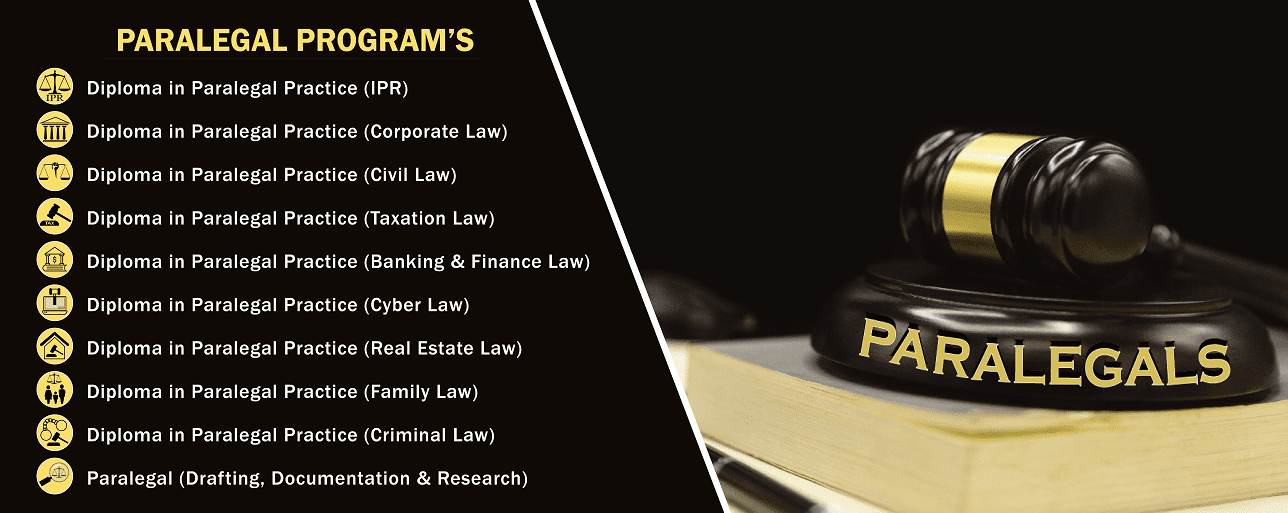 PARALEGAL PROGRAM'S
IPR
Diploma in Paralegal Practice (IPR)
Diploma in Paralegal Practice (Corporate Law)
Diploma in Paralegal Practice (Civil Law)
TAX
Diploma in Paralegal Practice (Taxation Law)
$
Diploma in Paralegal Practice (Banking & Finance Law)
Diploma in Paralegal Practice (Cyber Law)
Diploma in Paralegal Practice (Real Estate Law)
Diploma in Paralegal Practice (Family Law)
Diploma in Paralegal Practice (Criminal Law)
Paralegal (Drafting, Documentation & Research)
PARALEGALS